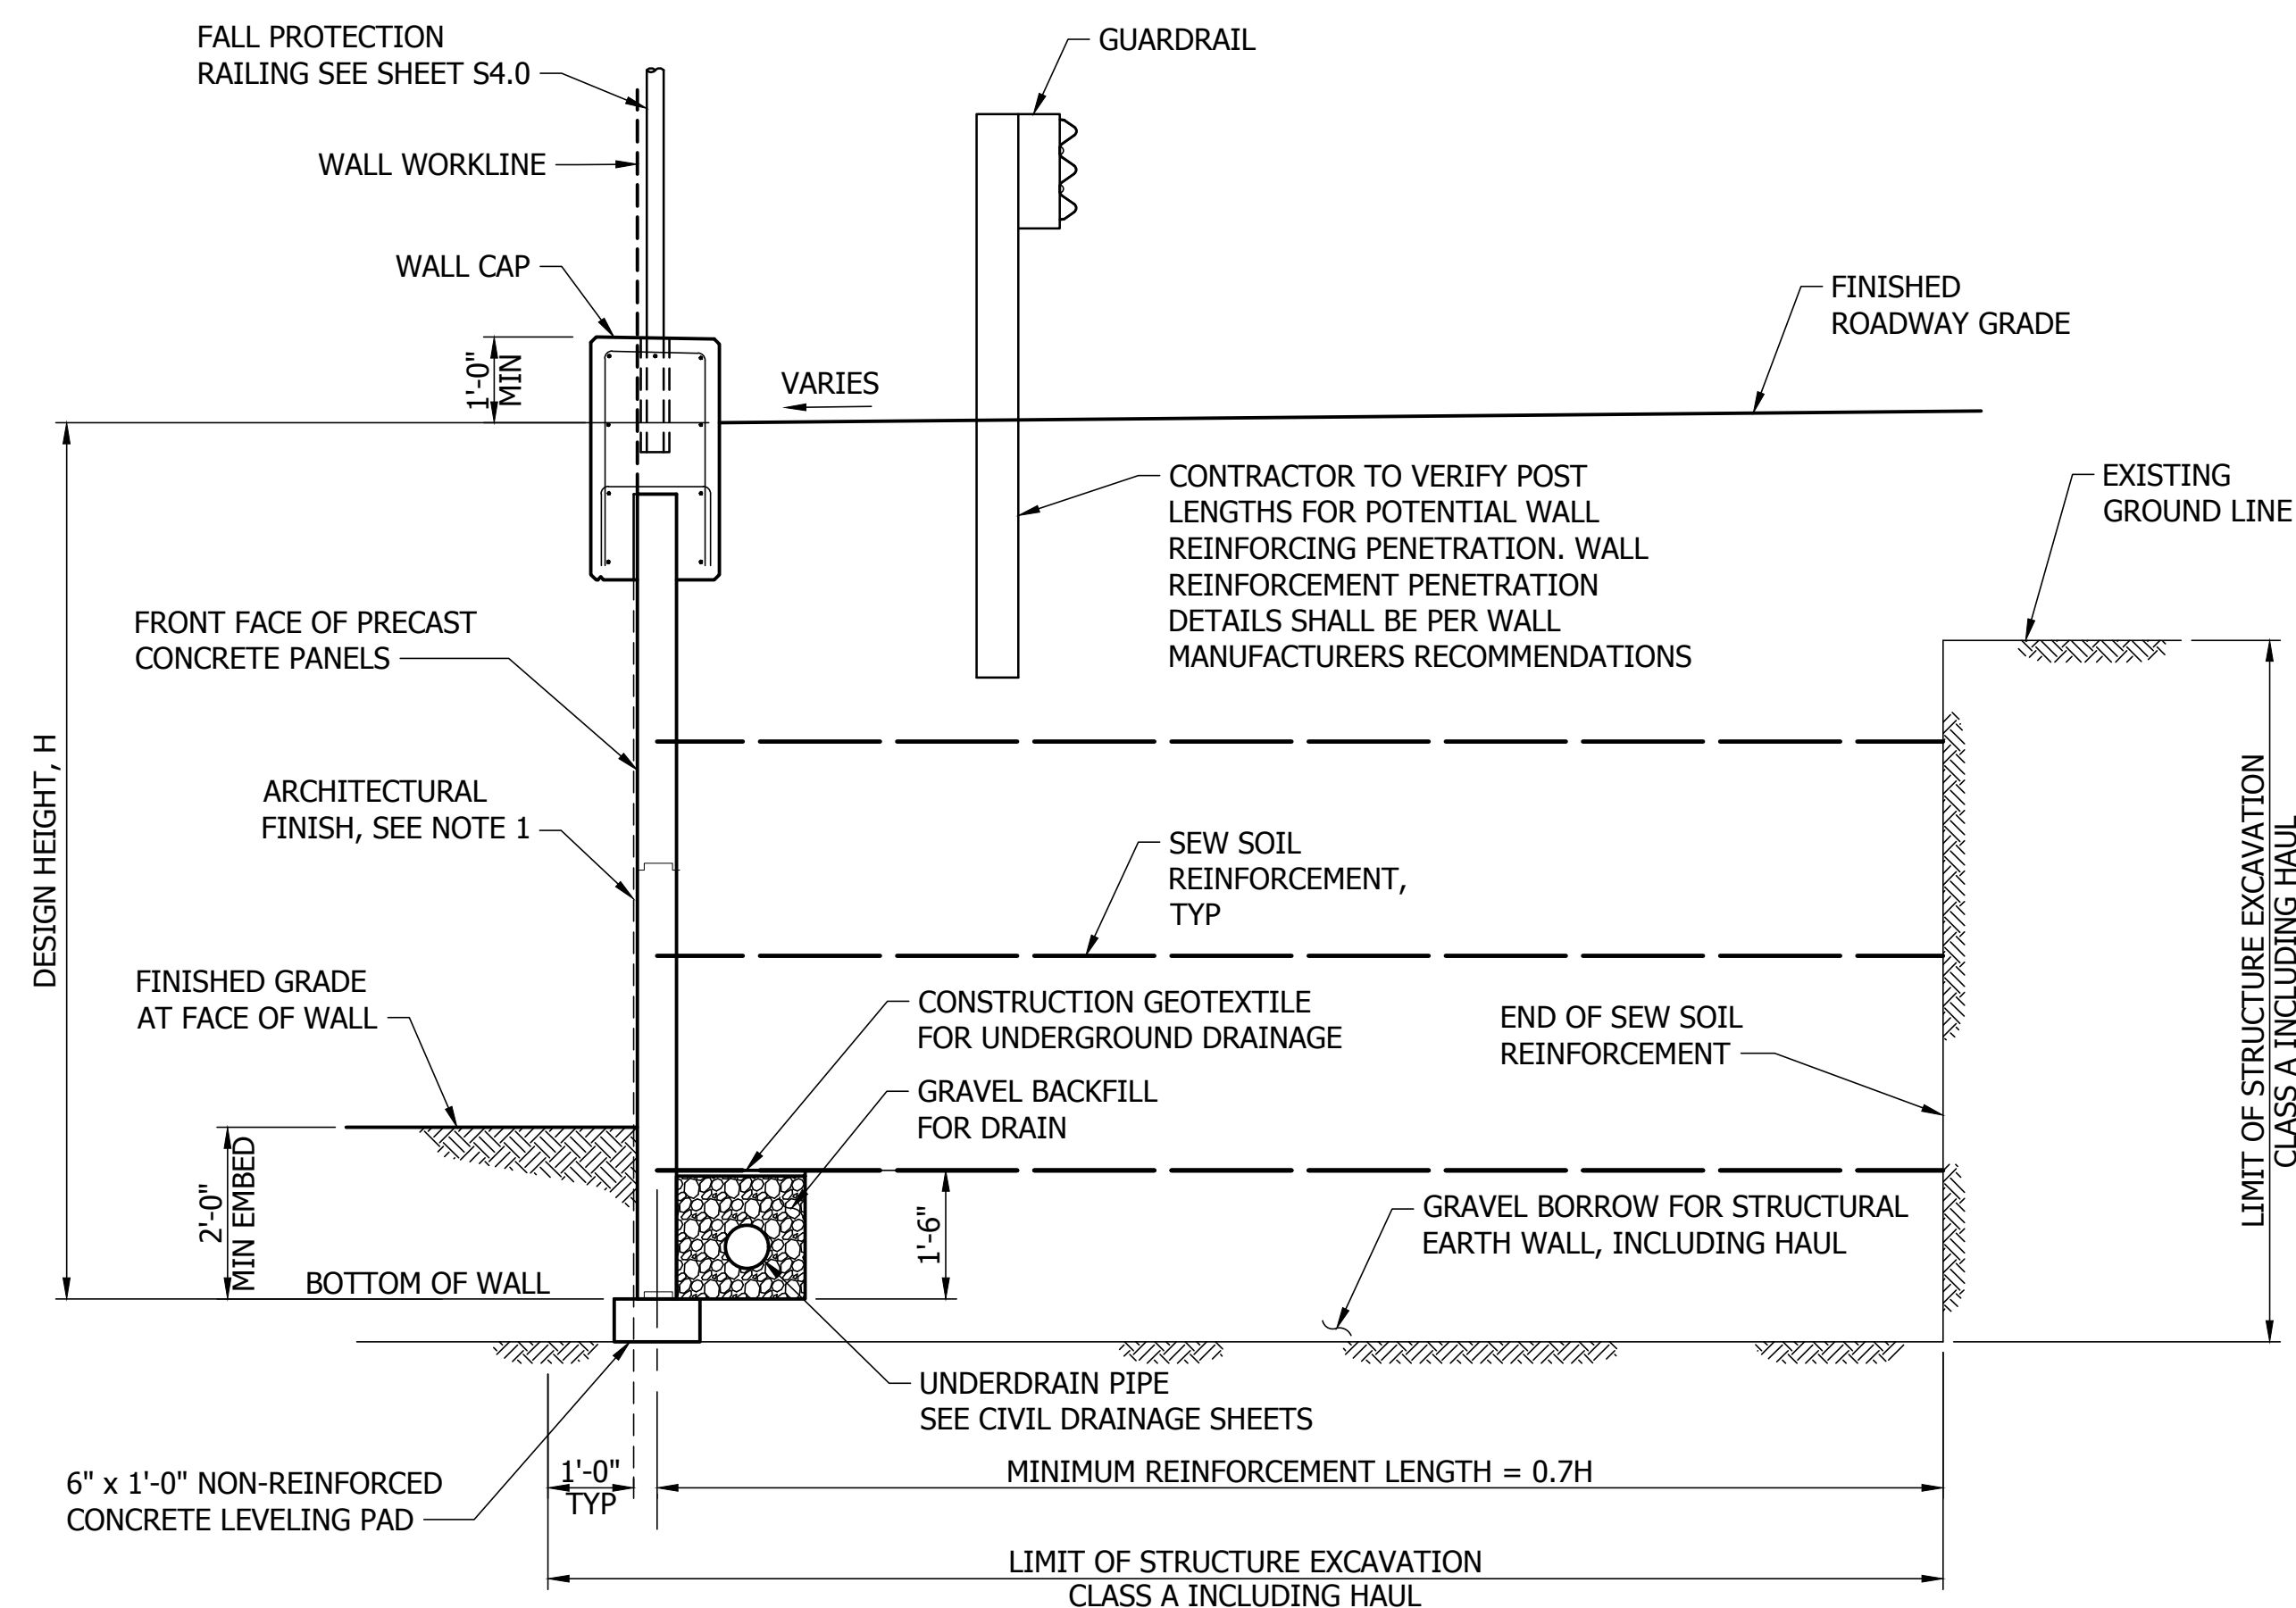 FALL PROTECTION
RAILING SEE SHEET S4.0
GUARDRAIL
WALL WORKLINE
WALL CAP
FINISHED
ROADWAY GRADE
1'-0"
MIN
VARIES
CONTRACTOR TO VERIFY POST
LENGTHS FOR POTENTIAL WALL
REINFORCING PENETRATION. WALL
REINFORCEMENT PENETRATION
DETAILS SHALL BE PER WALL
MANUFACTURERS RECOMMENDATIONS
EXISTING
GROUND LINE
FRONT FACE OF PRECAST
CONCRETE PANELS
DESIGN HEIGHT, H
ARCHITECTURAL
FINISH, SEE NOTE 1
SEW SOIL
REINFORCEMENT,
TYP
LIMIT OF STRUCTURE EXCAVATION
CLASS A INCLUDING HAUL
FINISHED GRADE
AT FACE OF WALL
CONSTRUCTION GEOTEXTILE
FOR UNDERGROUND DRAINAGE
END OF SEW SOIL
REINFORCEMENT
GRAVEL BACKFILL
FOR DRAIN
2'-0"
MIN EMBED
1'-6"
GRAVEL BORROW FOR STRUCTURAL
EARTH WALL, INCLUDING HAUL
BOTTOM OF WALL
UNDERDRAIN PIPE
SEE CIVIL DRAINAGE SHEETS
6" x 1'-0" NON-REINFORCED
CONCRETE LEVELING PAD
1'-0"
TYP
MINIMUM REINFORCEMENT LENGTH = 0.7H
LIMIT OF STRUCTURE EXCAVATION
CLASS A INCLUDING HAUL